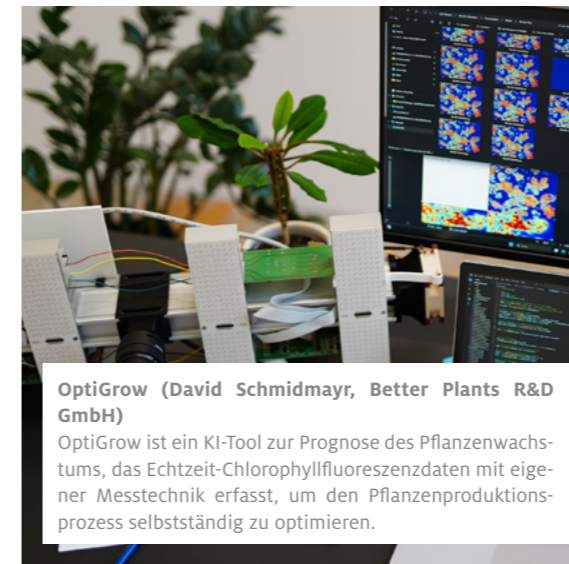 OptiGrow (David Schmidmayr, Better Plants R&D
GmbH)
OptiGrow ist ein KI-Tool zur Prognose des Pflanzenwachs-
tums, das Echtzeit-Chlorophyllfluoreszenzdaten mit eige-
ner Messtechnik erfasst, um den Pflanzenproduktions-
prozess selbstständig zu optimieren.